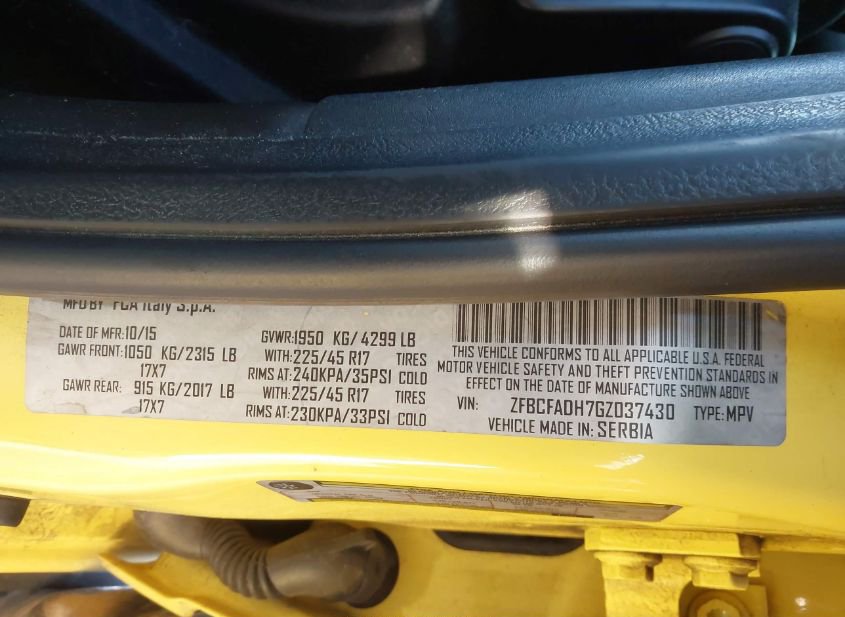 MFD BY FCA Italy S.p.A.
DATE OF MFR:10/15
GAWR FRONT:1050 KG/2315 LB
17X7
GAWR REAR: 915 KG/2017 LB
17X7
GVWR:1950 KG/4299 LB
WITH:225/45 R17 TIRES
RIMS AT:240KPA/35PSI COLD
WITH:225/45 R17 TIRES
RIMS AT:230KPA/33PSI COLD
THIS VEHICLE CONFORMS TO ALL APPLICABLE U.S.A. FEDERAL
MOTOR VEHICLE SAFETY AND THEFT PREVENTION STANDARDS IN
EFFECT ON THE DATE OF MANUFACTURE SHOWN ABOVE
VIN: ZFBCFADH7GZ037430 TYPE:MPV
VEHICLE MADE IN:SERBIA